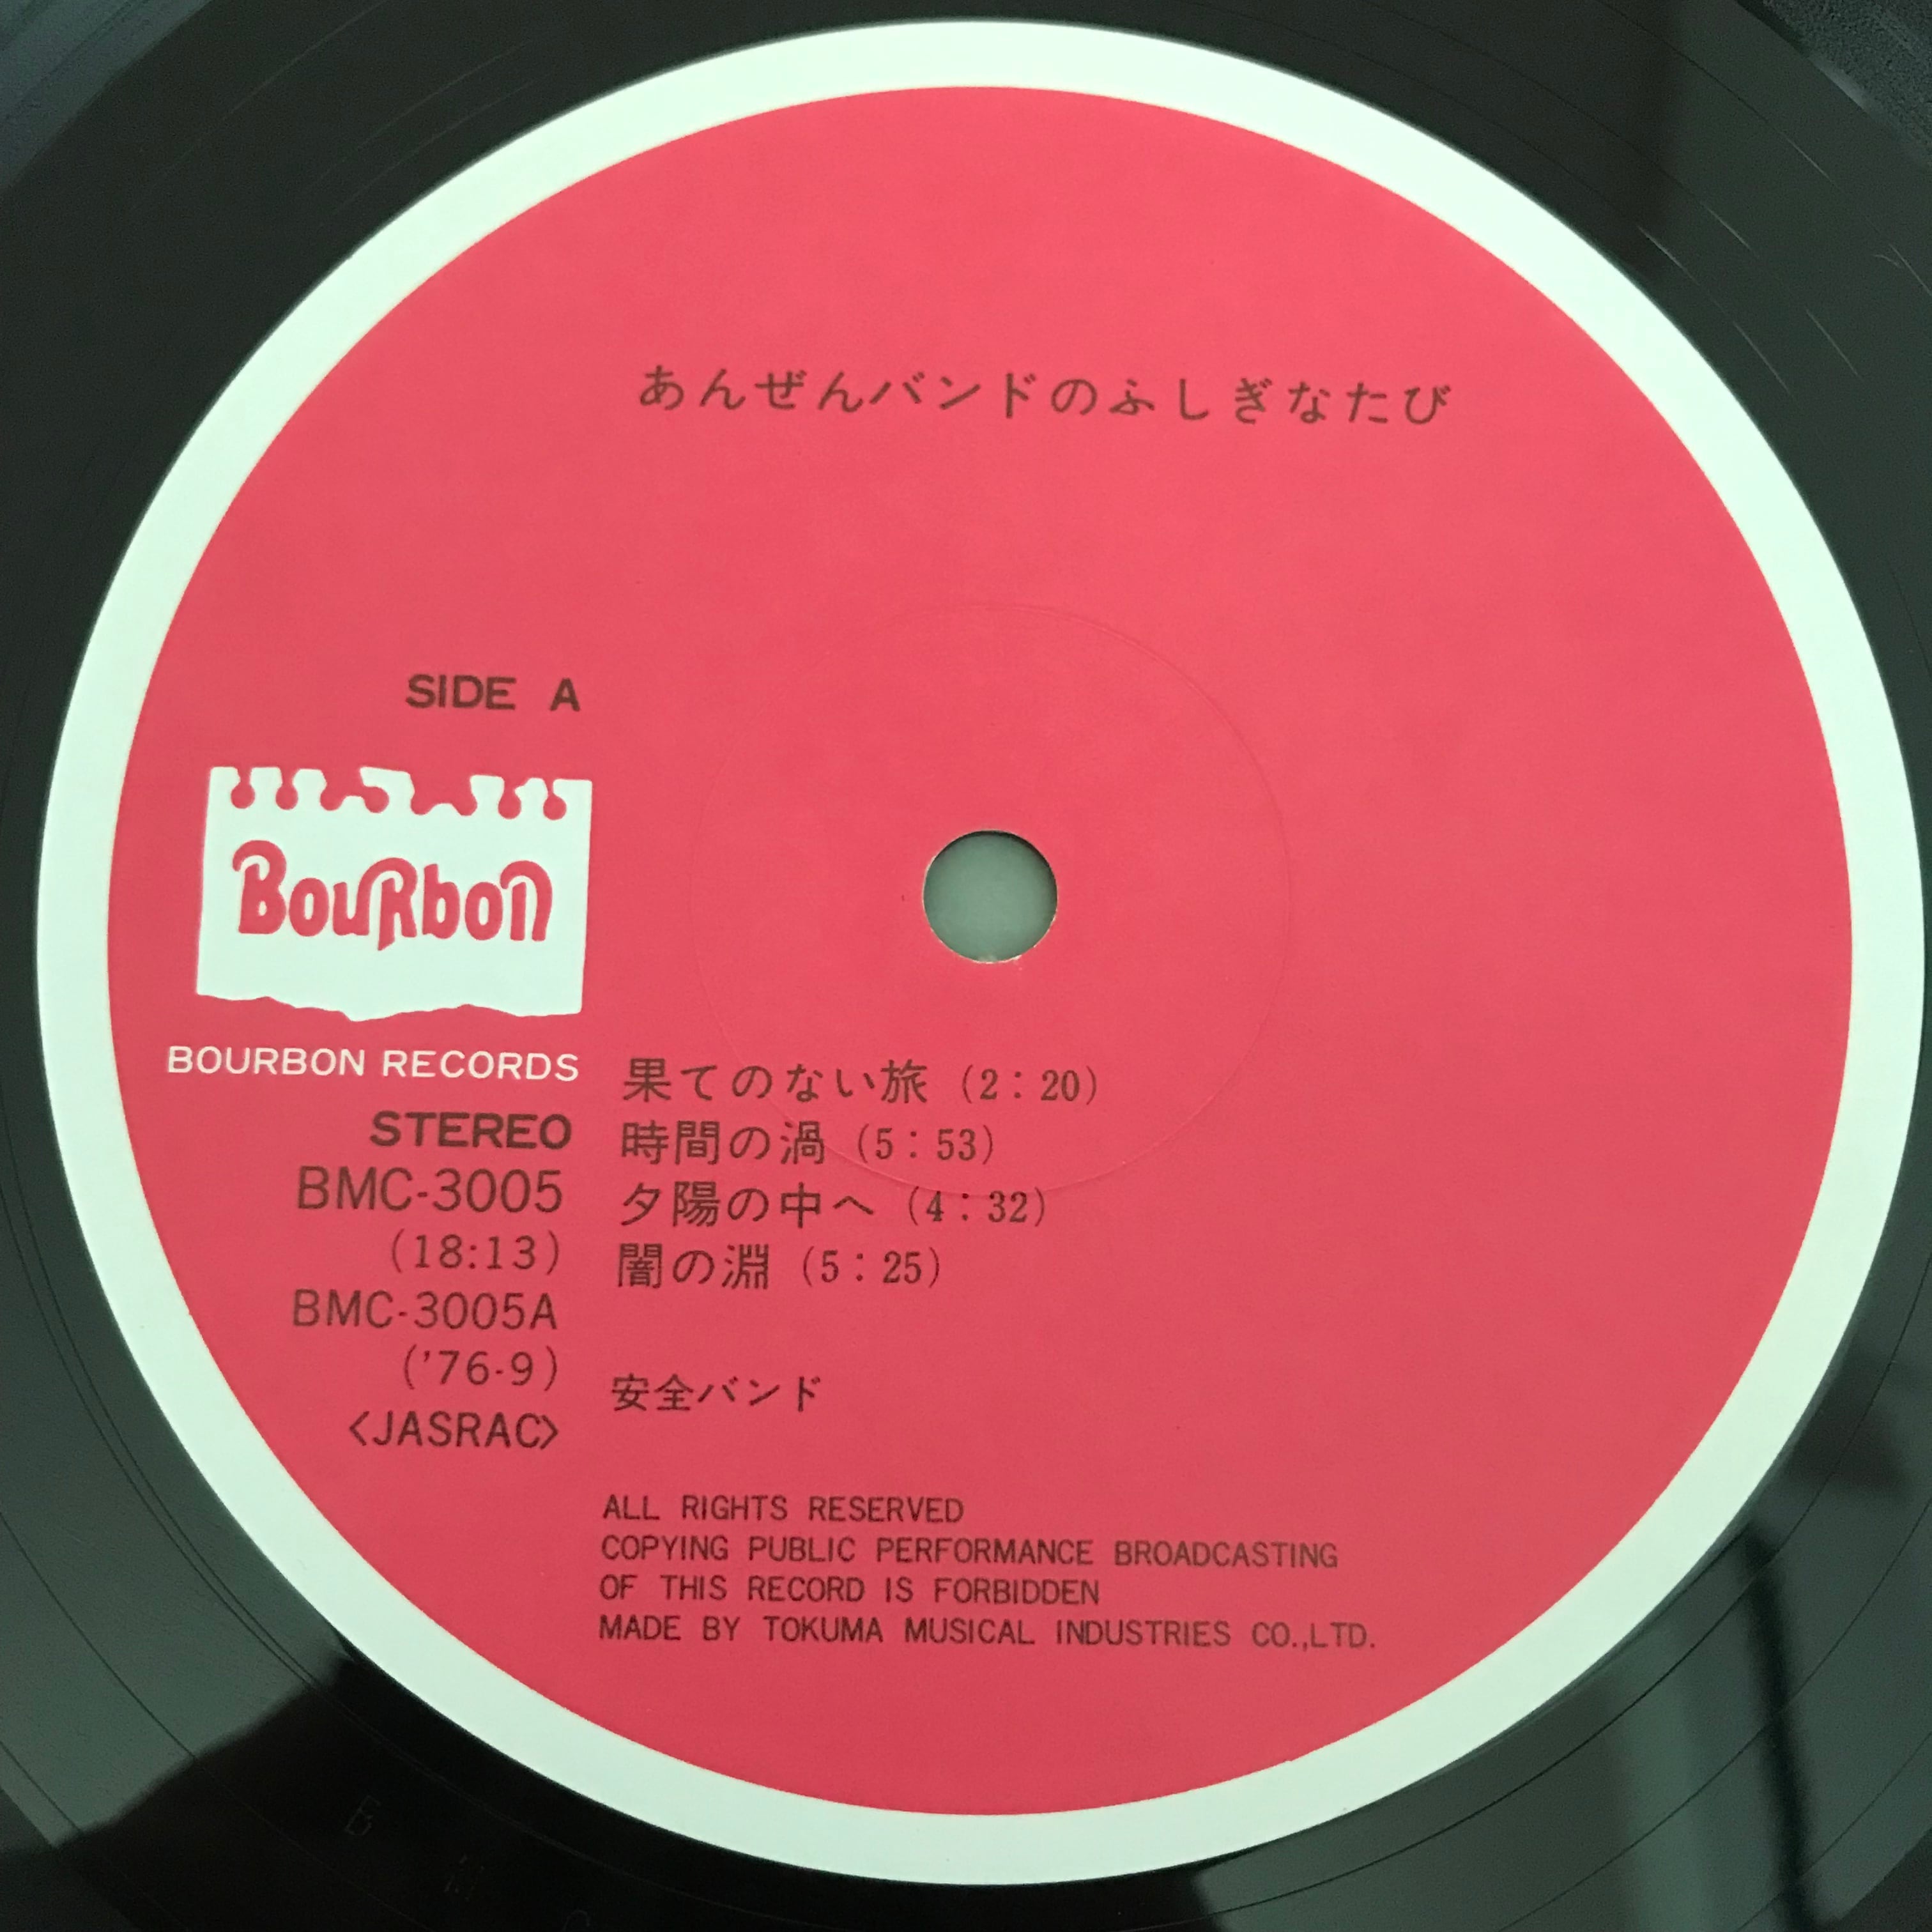 あんぜんバンドのふしぎなたび
SIDE A
Bourbon
BOURBON RECORDS
STEREO
BMC-3005
(18:13)
BMC-3005A
('76-9)
<JASRAC>
果てのない旅 (2:20)
時間の渦 (5:53)
夕陽の中へ (4:32)
闇の淵 (5:25)
安全バンド
ALL RIGHTS RESERVED
COPYING PUBLIC PERFORMANCE BROADCASTING
OF THIS RECORD IS FORBIDDEN
MADE BY TOKUMA MUSICAL INDUSTRIES CO.,LTD.
B M C